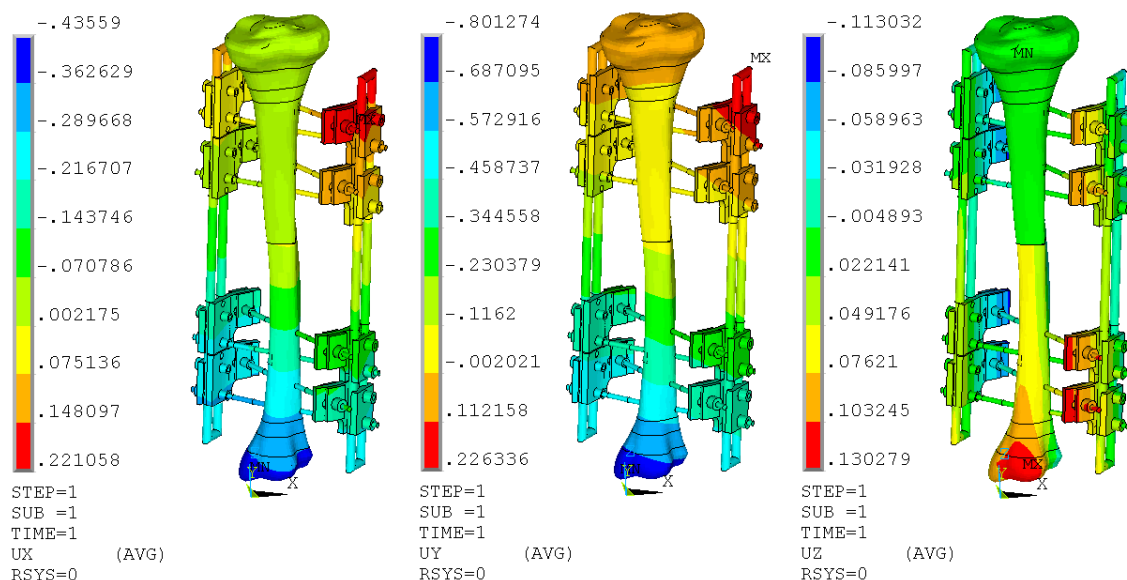 -.43559
-.362629
-.289668
-.216707
-.143746
-.070786
.002175
.075136
.148097
.221058
MN
X
STEP=1
SUB =1
TIME=1
UX (AVG)
RSYS=0
-.801274
-.687095
-.572916
-.458737
-.344558
-.230379
-.1162
-.002021
.112158
.226336
MX
X
STEP=1
SUB =1
TIME=1
UY (AVG)
RSYS=0
-.113032
-.085997
-.058963
-.031928
-.004893
.022141
.049176
.07621
.103245
.130279
MN
MX
Y
X
STEP=1
SUB =1
TIME=1
UZ (AVG)
RSYS=0